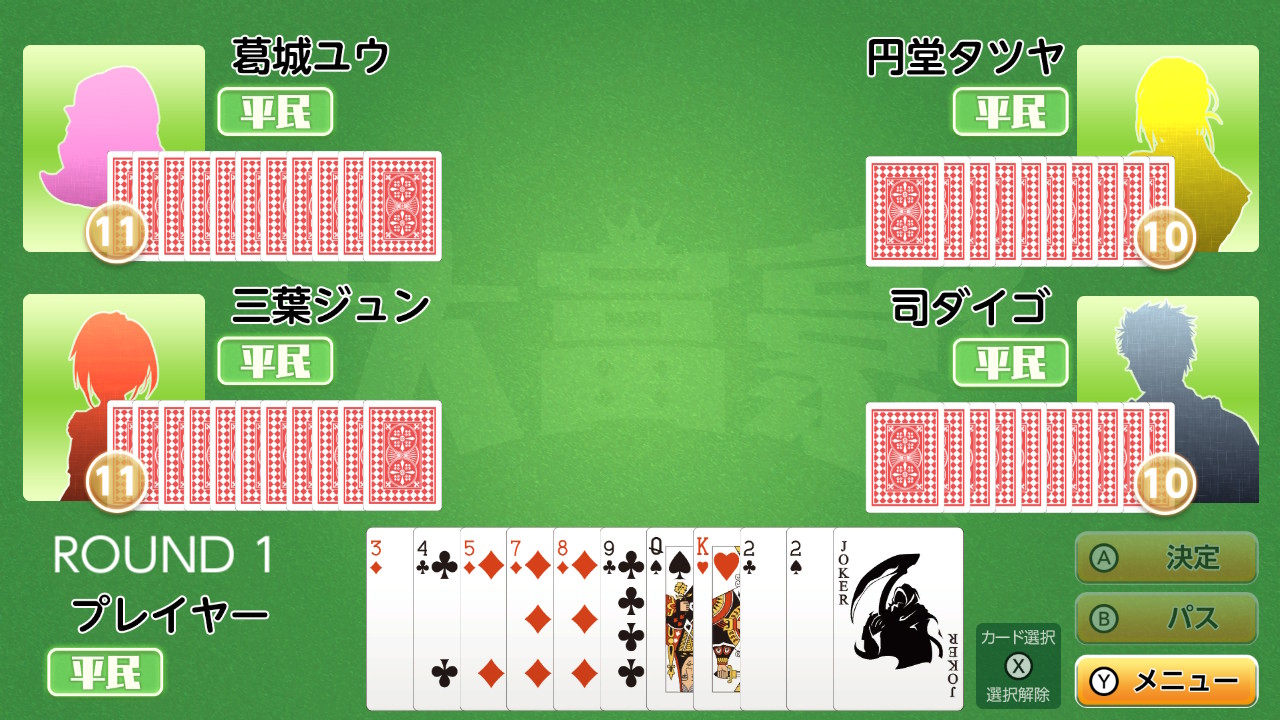 葛城ユウ
平民
11
円堂タツヤ
平民
10
三葉ジュン
平民
11
司ダイゴ
平民
10
大富豪
ROUND 1
プレイヤー
平民
3
4
5
7
8
9
Q
K
2
2
JOKER
JOKER
カード選択
X
選択解除
A 決定
B パス
Y メニュー